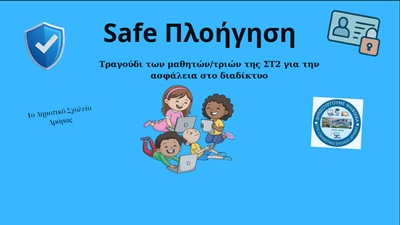 Safe Πλοήγηση
Τραγούδι των μαθητών/τριών της ΣΤ2 για την
ασφάλεια στο διαδίκτυο
1ο Δημοτικό Σχολείο
Δράμας